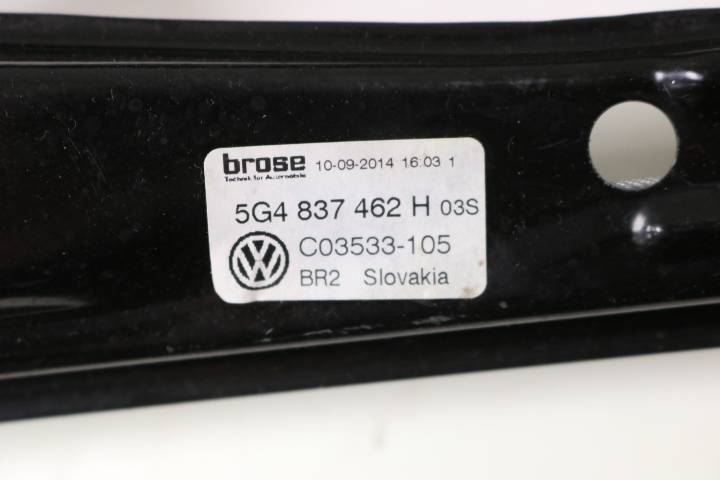 brose 10-09-2014 16:03 1
Technik für Automobile
5G4 837 462 H 03S
C03533-105
BR2 Slovakia